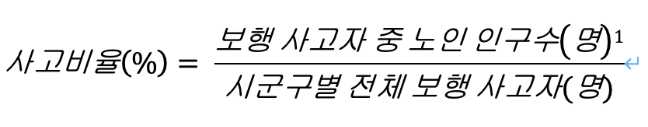 사고비율(%) = 보행 사고자 중 노인 인구수(명)¹
시군구별 전체 보행 사고자(명)